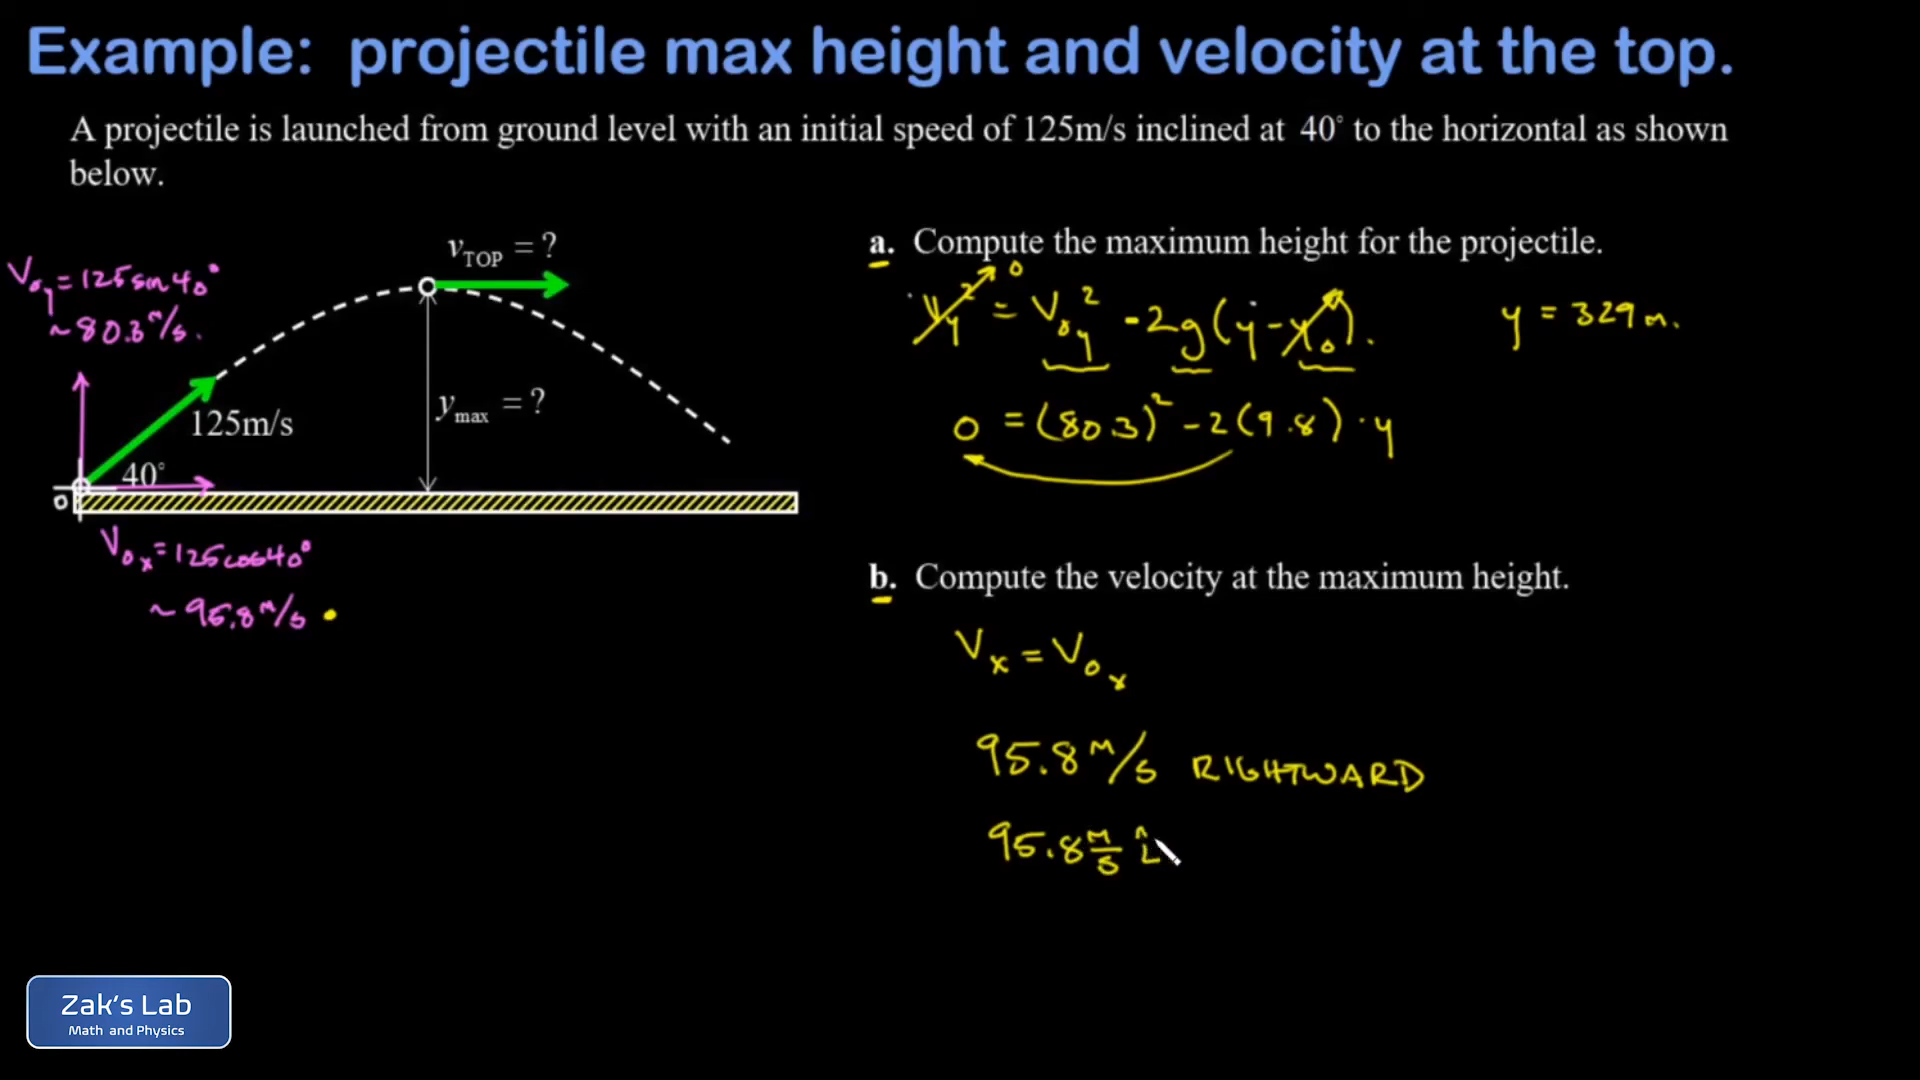 Example: projectile max height and velocity at the top.
A projectile is launched from ground level with an initial speed of 125m/s inclined at 40° to the horizontal as shown
below.
v₀y = 125 sin 40°
~ 80.3 m/s.
vTOP = ?
125m/s
40°
ymax = ?
0
v₀x = 125 cos 40°
~ 95.8 m/s
a. Compute the maximum height for the projectile.
vy² 0 = v₀y² - 2g(y - y₀).
y = 329 m.
0 = (80.3)² - 2(9.8) · y
b. Compute the velocity at the maximum height.
Vx = V₀x
95.8 m/s RIGHTWARD
95.8 m/s î
Zak's Lab
Math and Physics